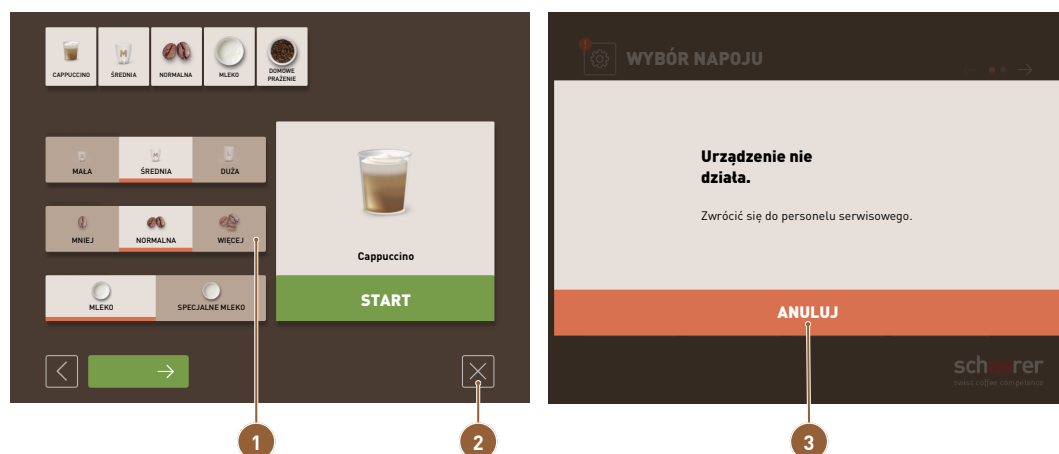 CAPPUCCINO
ŚREDNIA
NORMALNA
MLEKO
DOMOWE
PRAŻENIE
M
MAŁA
ŚREDNIA
DUŻA
MNIEJ
NORMALNA
WIĘCEJ
MLEKO
SPECJALNE MLEKO
Cappuccino
START
1
2
WYBÓR NAPOJU
Urządzenie nie
działa.
Zwrócić się do personelu serwisowego.
ANULUJ
schaerer
swiss coffee competence
3